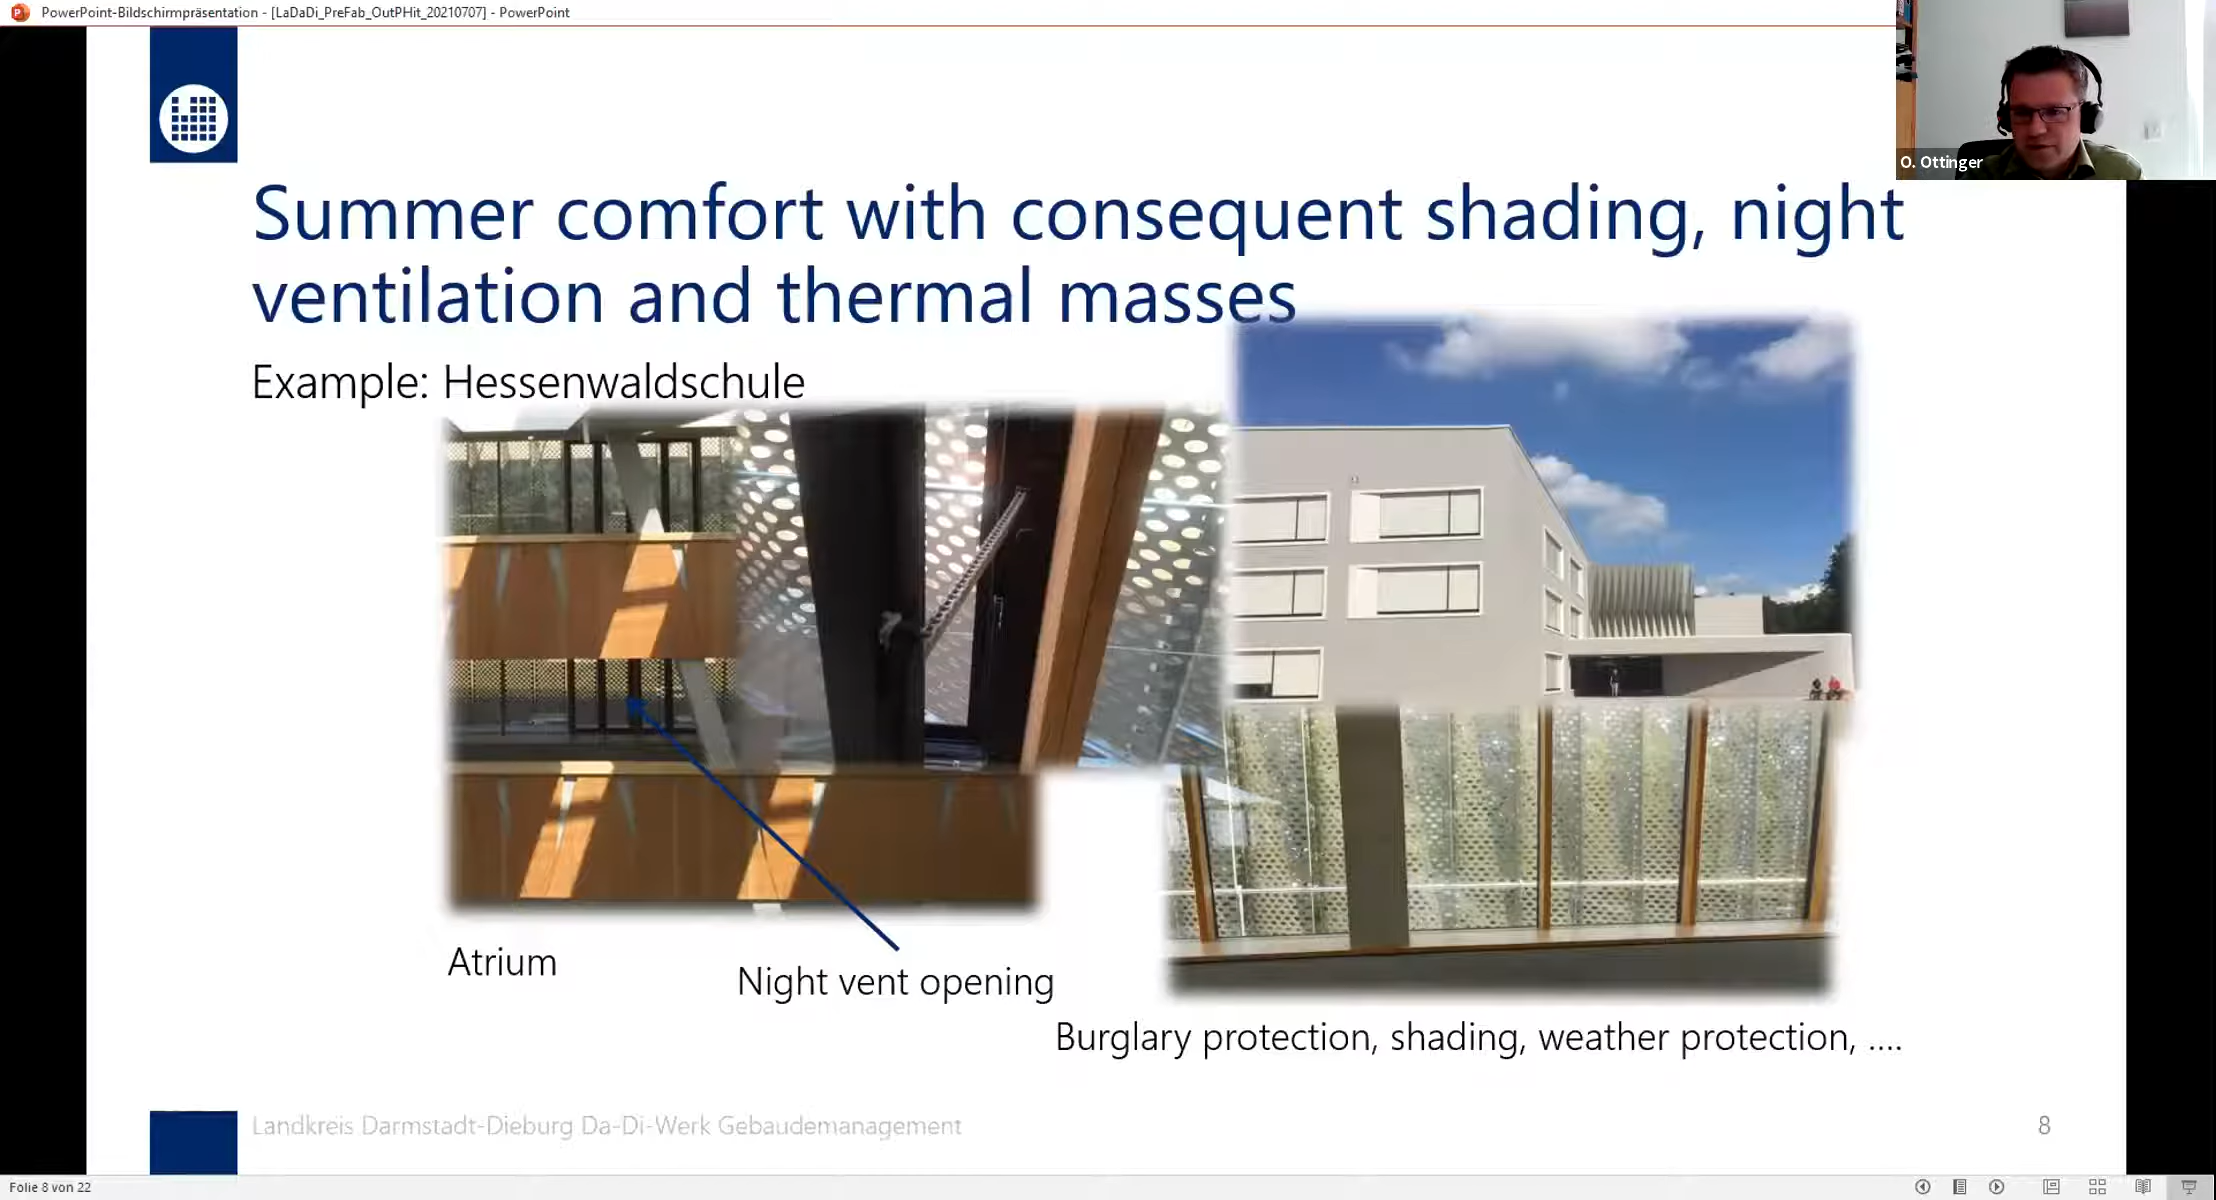 PowerPoint-Bildschirmpräsentation - [LaDaDi_PreFab_OutPHit_20210707] - PowerPoint
O. Ottinger
Summer comfort with consequent shading, night
ventilation and thermal masses
Example: Hessenwaldschule
Atrium
Night vent opening
Burglary protection, shading, weather protection, ....
Landkreis Darmstadt-Dieburg Da-Di-Werk Gebäudemanagement
8
Folie 8 von 22